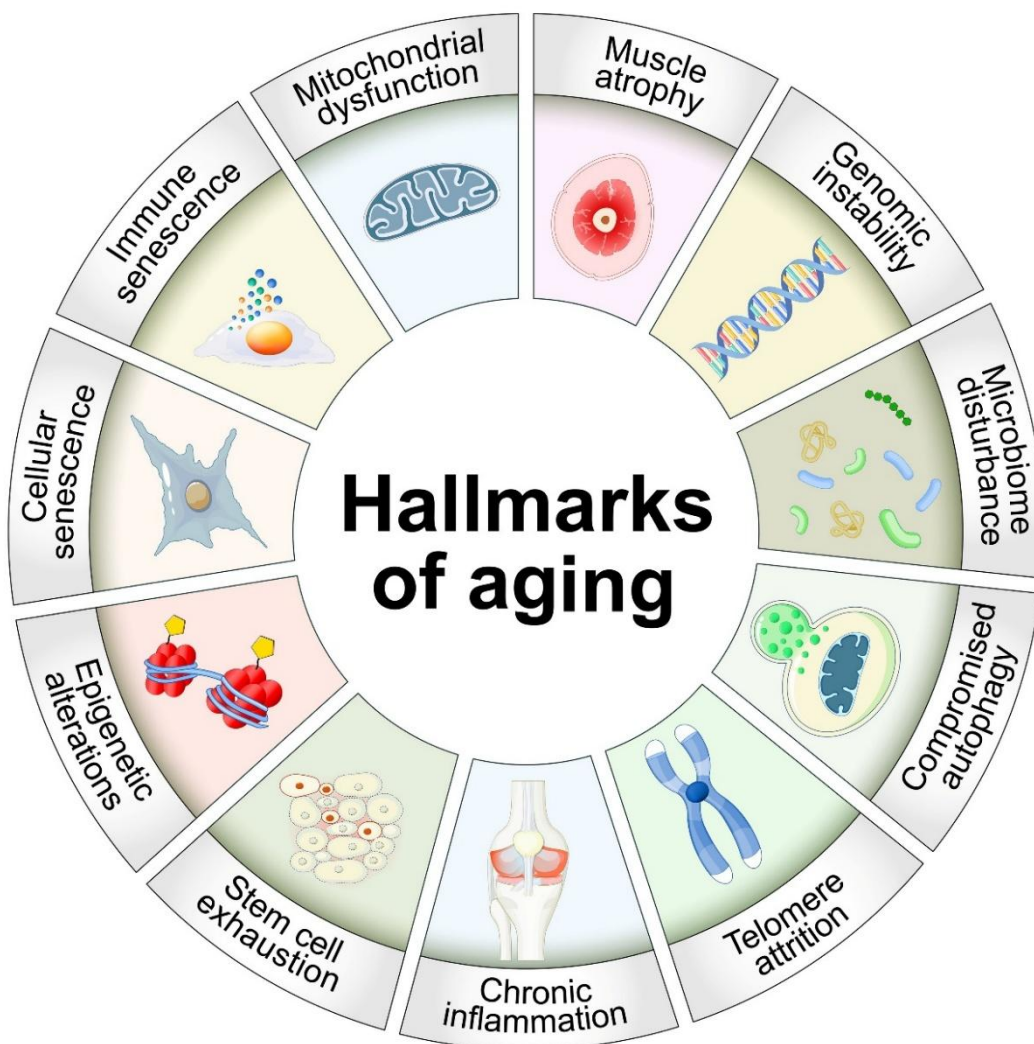 Hallmarks
of aging
Mitochondrial
dysfunction
Muscle
atrophy
Genomic
instability
Microbiome
disturbance
Compromised
autophagy
Telomere
attrition
Chronic
inflammation
Stem cell
exhaustion
Epigenetic
alterations
Cellular
senescence
Immune
senescence